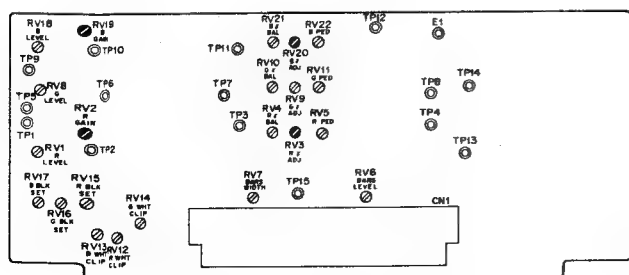 RV18
B
LEVEL
RV19
B
GAIN
TP10
TP9
RV8
G
LEVEL
TP6
TP5
TP1
RV2
R
GAIN
TP2
RV1
R
LEVEL
RV17
B BLK
SET
RV16
G BLK
SET
RV15
R BLK
SET
RV14
G WHT
CLIP
RV13
B WHT
CLIP
RV12
R WHT
CLIP
RV21
BAL
RV22
B PED
TP11
RV20
ADJ
RV10
BAL
RV11
G PED
TP7
RV9
ADJ
RV4
BAL
RV5
R PED
TP3
RV3
ADJ
RV7
BARS
WIDTH
TP15
RV6
BARS
LEVEL
CN1
TP12
E1
TP8
TP14
TP4
TP13